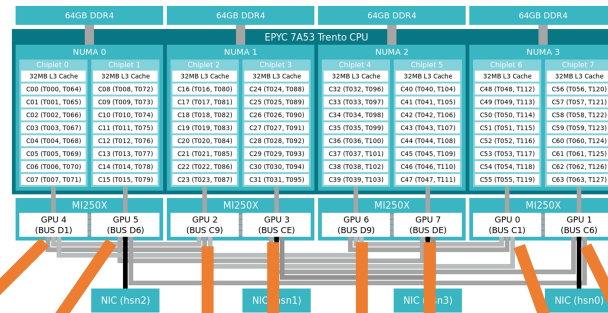 64GB DDR4 64GB DDR4 64GB DDR4 64GB DDR4
EPYC 7A53 Trento CPU
NUMA 0 NUMA 1 NUMA 2 NUMA 3
Chiplet 0 Chiplet 1 Chiplet 2 Chiplet 3 Chiplet 4 Chiplet 5 Chiplet 6 Chiplet 7
32MB L3 Cache 32MB L3 Cache 32MB L3 Cache 32MB L3 Cache 32MB L3 Cache 32MB L3 Cache 32MB L3 Cache 32MB L3 Cache
C00 (T000, T064) C08 (T008, T072) C16 (T016, T080) C24 (T024, T088) C32 (T032, T096) C40 (T040, T104) C48 (T048, T112) C56 (T056, T120)
C01 (T001, T065) C09 (T009, T073) C17 (T017, T081) C25 (T025, T089) C33 (T033, T097) C41 (T041, T105) C49 (T049, T113) C57 (T057, T121)
C02 (T002, T066) C10 (T010, T074) C18 (T018, T082) C26 (T026, T090) C34 (T034, T098) C42 (T042, T106) C50 (T050, T114) C58 (T058, T122)
C03 (T003, T067) C11 (T011, T075) C19 (T019, T083) C27 (T027, T091) C35 (T035, T099) C43 (T043, T107) C51 (T051, T115) C59 (T059, T123)
C04 (T004, T068) C12 (T012, T076) C20 (T020, T084) C28 (T028, T092) C36 (T036, T100) C44 (T044, T108) C52 (T052, T116) C60 (T060, T124)
C05 (T005, T069) C13 (T013, T077) C21 (T021, T085) C29 (T029, T093) C37 (T037, T101) C45 (T045, T109) C53 (T053, T117) C61 (T061, T125)
C06 (T006, T070) C14 (T014, T078) C22 (T022, T086) C30 (T030, T094) C38 (T038, T102) C46 (T046, T110) C54 (T054, T118) C62 (T062, T126)
C07 (T007, T071) C15 (T015, T079) C23 (T023, T087) C31 (T031, T095) C39 (T039, T103) C47 (T047, T111) C55 (T055, T119) C63 (T063, T127)
MI250X MI250X MI250X MI250X
GPU 4 GPU 5 GPU 2 GPU 3 GPU 6 GPU 7 GPU 0 GPU 1
(BUS D1) (BUS D6) (BUS C9) (BUS CE) (BUS D9) (BUS DE) (BUS C1) (BUS C6)
NIC (hsn2) NIC (hsn1) NIC (hsn3) NIC (hsn0)